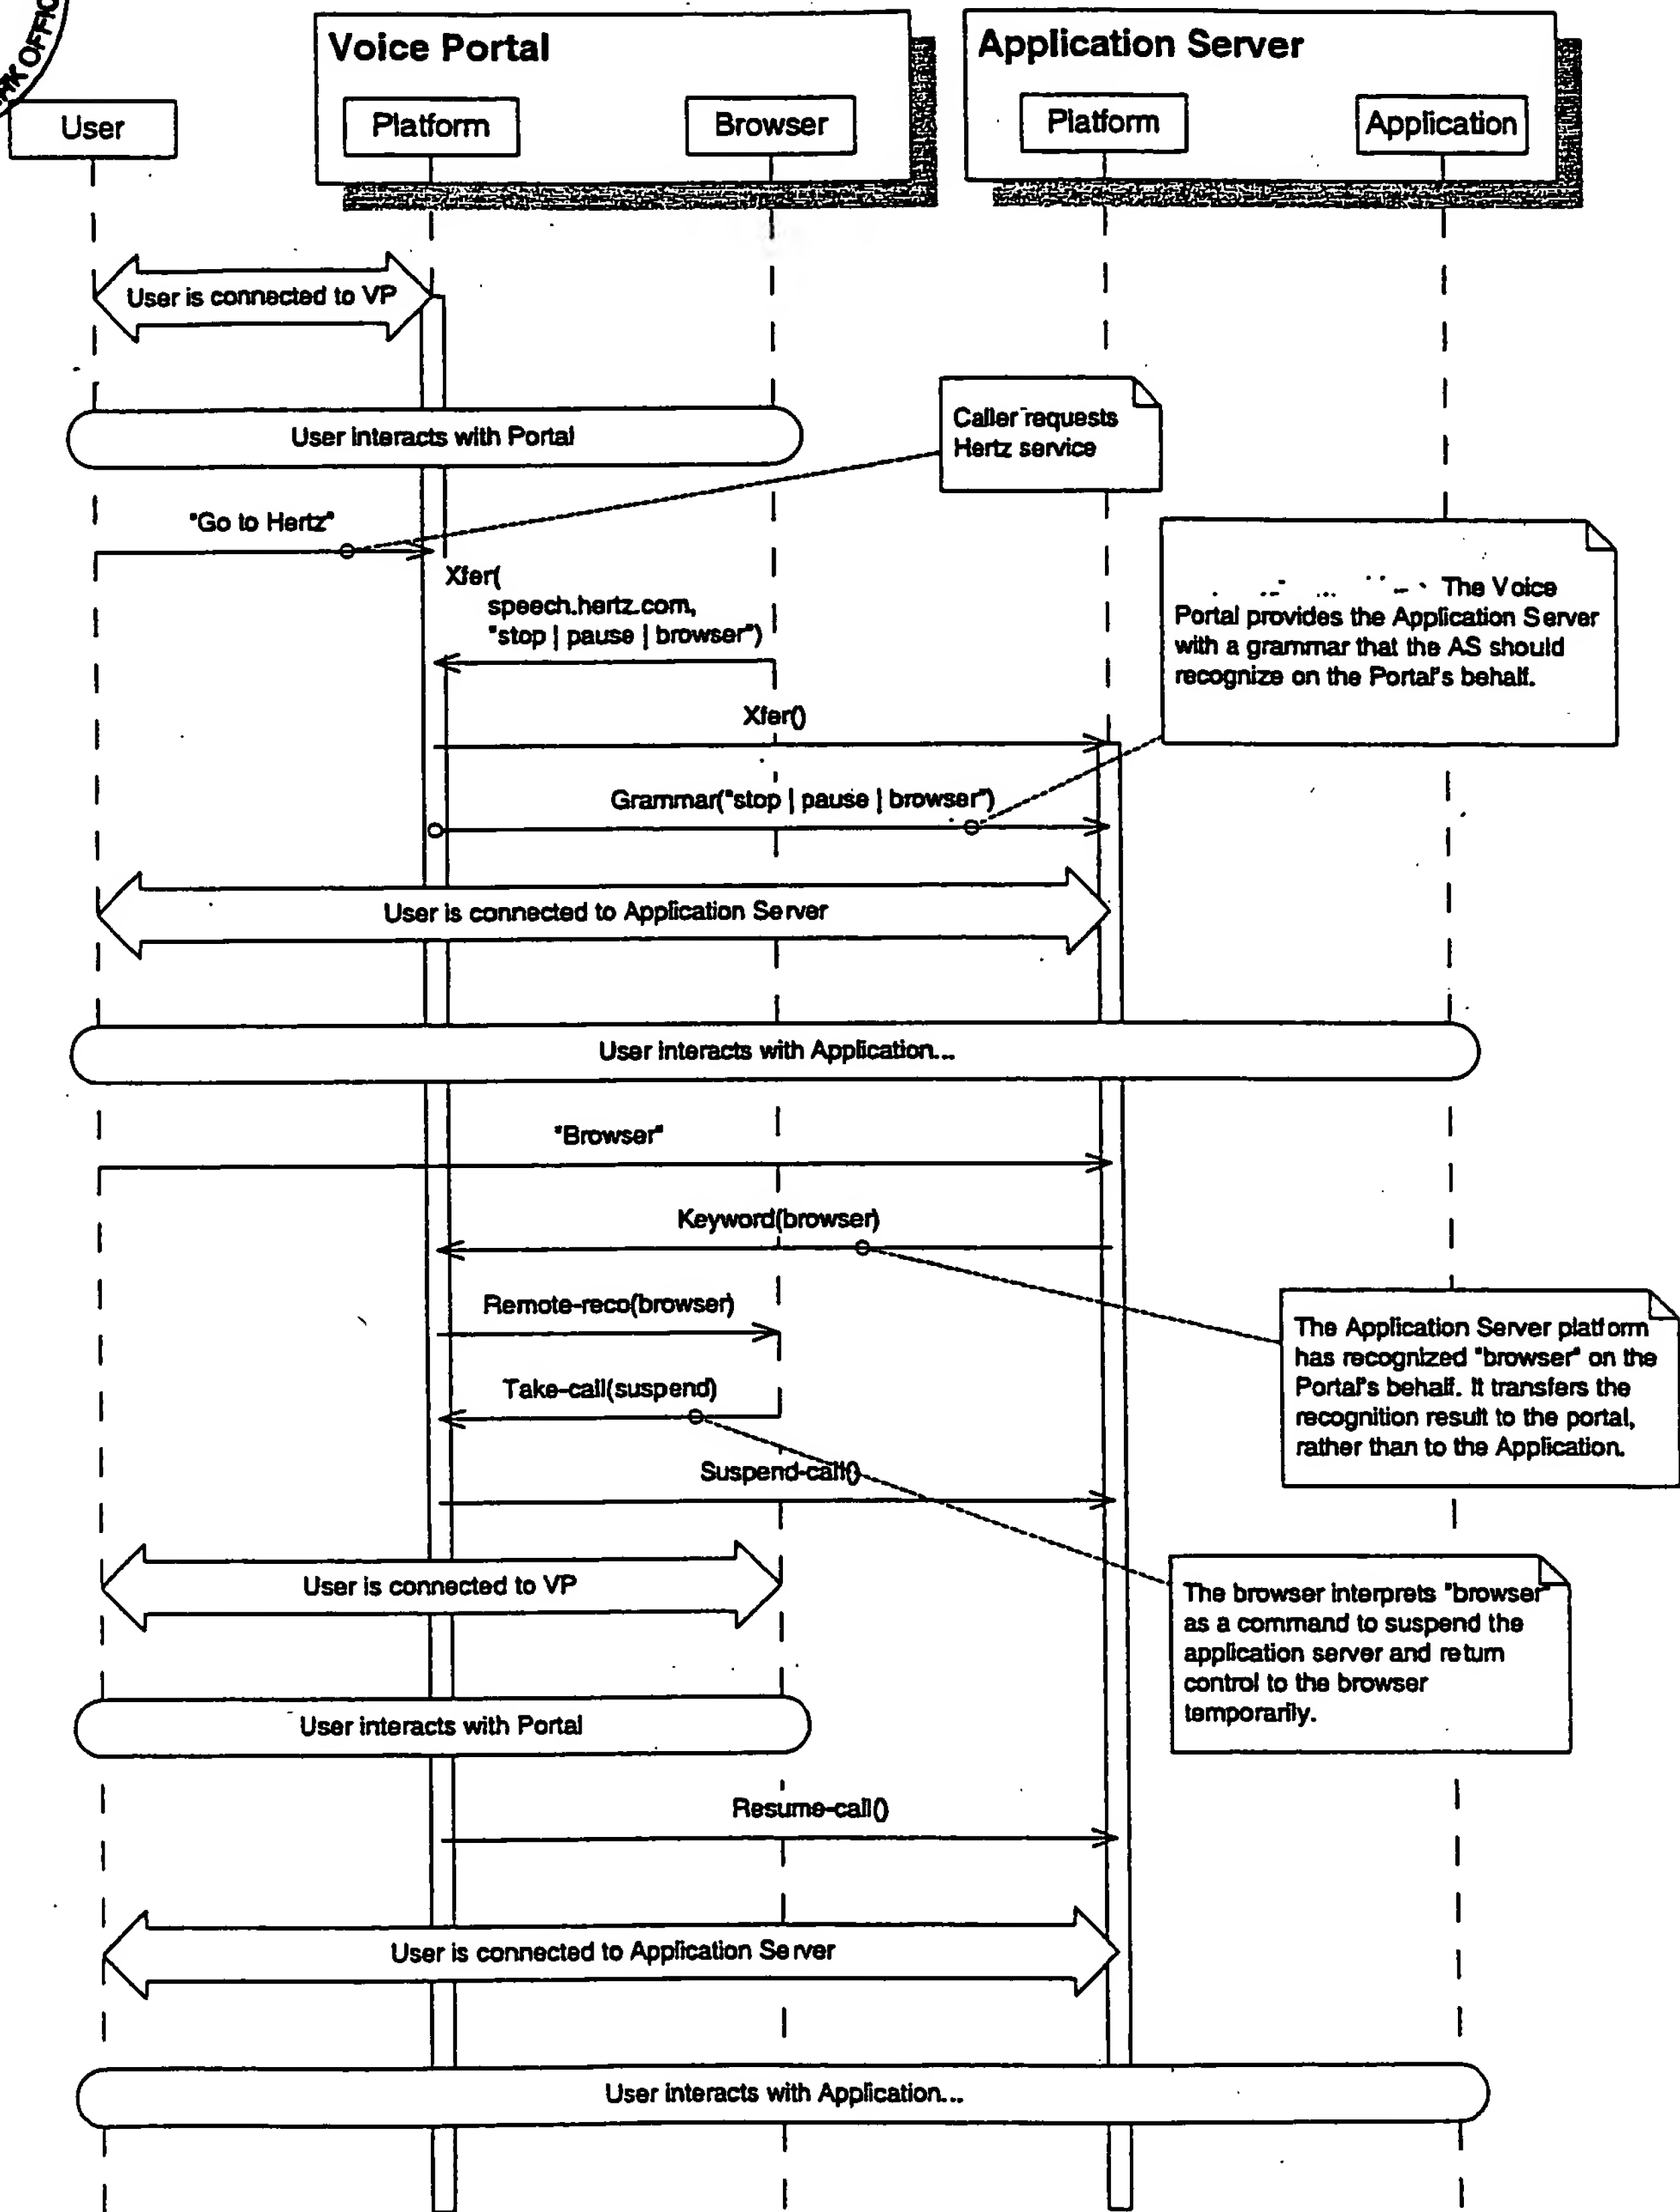 OFFIC
Voice Portal
Application Server
User
Platform
Browser
Platform
Application
User is connected to VP
User interacts with Portal
Caller requests
Hertz service
"Go to Hertz"
Xfer(
speech.hertz.com,
"stop | pause | browser")
The Voice
Portal provides the Application Server
with a grammar that the AS should
recognize on the Portal's behalf.
Xfer()
Grammar("stop | pause | browser")
User is connected to Application Server
User interacts with Application...
"Browser"
Keyword(browser)
Remote-reco(browser)
The Application Server platform
has recognized "browser" on the
Portal's behalf. It transfers the
recognition result to the portal,
rather than to the Application.
Take-call(suspend)
Suspend-call()
User is connected to VP
The browser interprets "browser"
as a command to suspend the
application server and return
control to the browser
temporarily.
User interacts with Portal
Resume-call()
User is connected to Application Server
User interacts with Application...